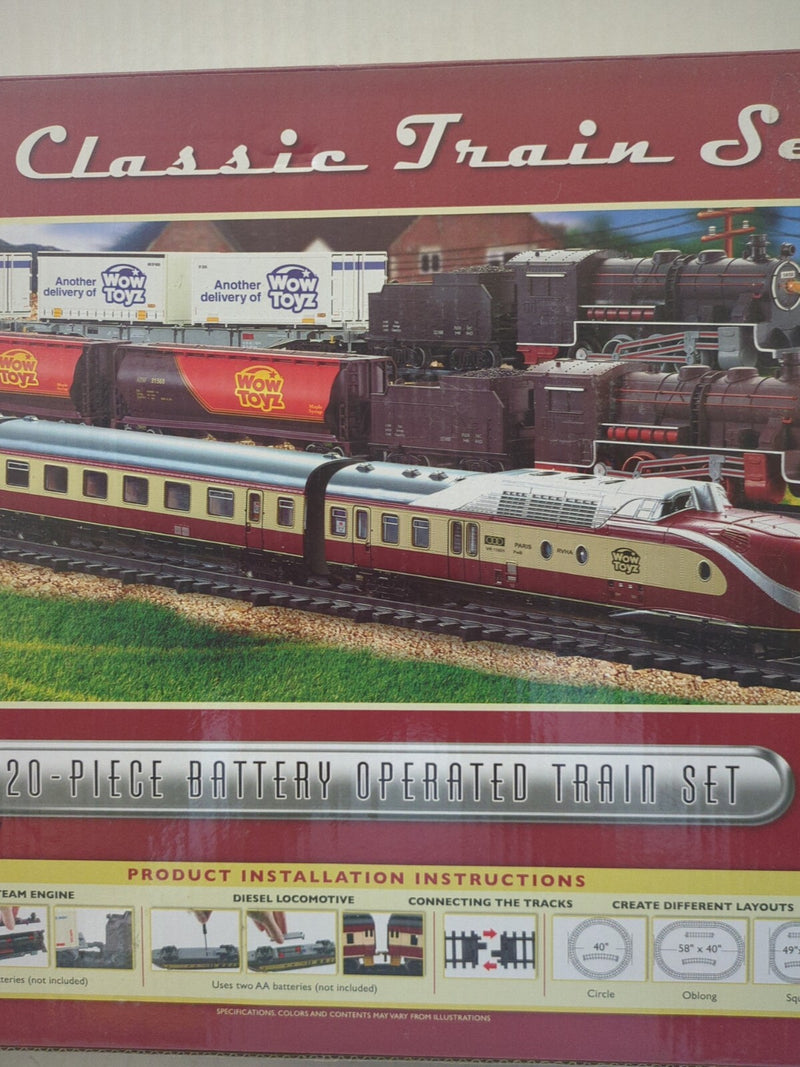 Classic Train Se
Another
delivery of
WOW
TOYZ
Another
delivery of
WOW
TOYZ
WOW
TOYZ
WOW
TOYZ
Maple
Syrup
PARIS
WOW
TOYZ
20-PIECE BATTERY OPERATED TRAIN SET
PRODUCT INSTALLATION INSTRUCTIONS
TEAM ENGINE
DIESEL LOCOMOTIVE
CONNECTING THE TRACKS
CREATE DIFFERENT LAYOUTS
40"
58" x 40"
49"x
tteries (not included)
Uses two AA batteries (not included)
Circle
Oblong
Squ
SPECIFICATIONS, COLORS AND CONTENTS MAY VARY FROM ILLUSTRATIONS